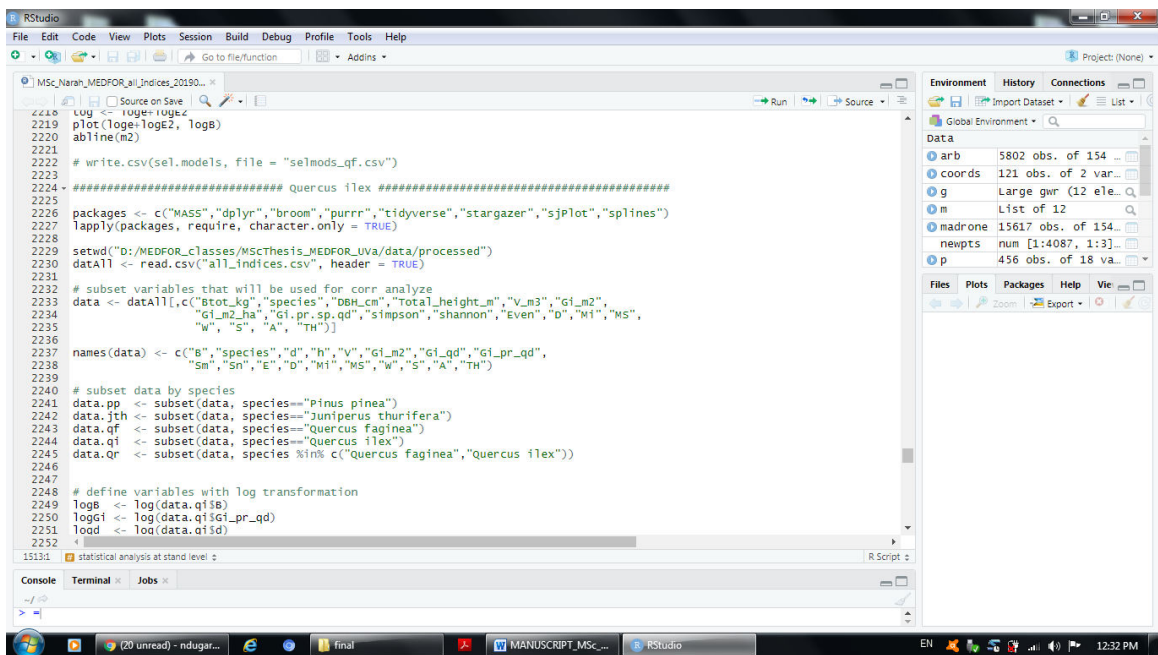 RStudio
File Edit Code View Plots Session Build Debug Profile Tools Help
Go to file/function Addins Project: (None)
MSc_Narah_MEDFOR_all_Indices_20190...
Source on Save Run Source
2218 Log <- loge+logE2
2219 plot(loge+logE2, logB)
2220 abline(m2)
2221
2222 # write.csv(sel.models, file = "selmods_qf.csv")
2223
2224 ############################### Quercus ilex ###########################################
2225
2226 packages <- c("MASS","dplyr","broom","purrr","tidyverse","stargazer","sjPlot","splines")
2227 lapply(packages, require, character.only = TRUE)
2228
2229 setwd("D:/MEDFOR_classes/MScThesis_MEDFOR_UVa/data/processed")
2230 datAll <- read.csv("all_indices.csv", header = TRUE)
2231
2232 # subset variables that will be used for corr analyze
2233 data <- datAll[,c("Btot_kg","species","DBH_cm","Total_height_m","V_m3","Gi_m2",
2234 "Gi_m2_ha","Gi.pr.sp.qd","simpson","shannon","Even","D","Mi","MS",
2235 "W", "S", "A", "TH")]
2236
2237 names(data) <- c("B","species","d","h","V","Gi_m2","Gi_qd","Gi_pr_qd",
2238 "Sm","Sn","E","D","Mi","MS","W","S","A","TH")
2239
2240 # subset data by species
2241 data.pp <- subset(data, species=="Pinus pinea")
2242 data.jth <- subset(data, species=="Juniperus thurifera")
2243 data.qf <- subset(data, species=="Quercus faginea")
2244 data.qi <- subset(data, species=="Quercus ilex")
2245 data.Qr <- subset(data, species %in% c("Quercus faginea","Quercus ilex"))
2246
2247
2248 # define variables with log transformation
2249 logB <- log(data.qi$B)
2250 logGi <- log(data.qi$Gi_pr_qd)
2251 logd <- log(data.qi$d)
2252
1513:1 statistical analysis at stand level R Script
Console Terminal Jobs
~/
> =
Environment History Connections
Import Dataset List
Global Environment
Data
arb 5802 obs. of 154 ...
coords 121 obs. of 2 var...
g Large gwr (12 ele...
m List of 12
madrone 15617 obs. of 154...
newpts num [1:4087, 1:3]...
p 456 obs. of 18 va...
Files Plots Packages Help Vie
Zoom Export
(20 unread) - ndugar... final MANUSCRIPT_MSc_... RStudio EN 12:32 PM